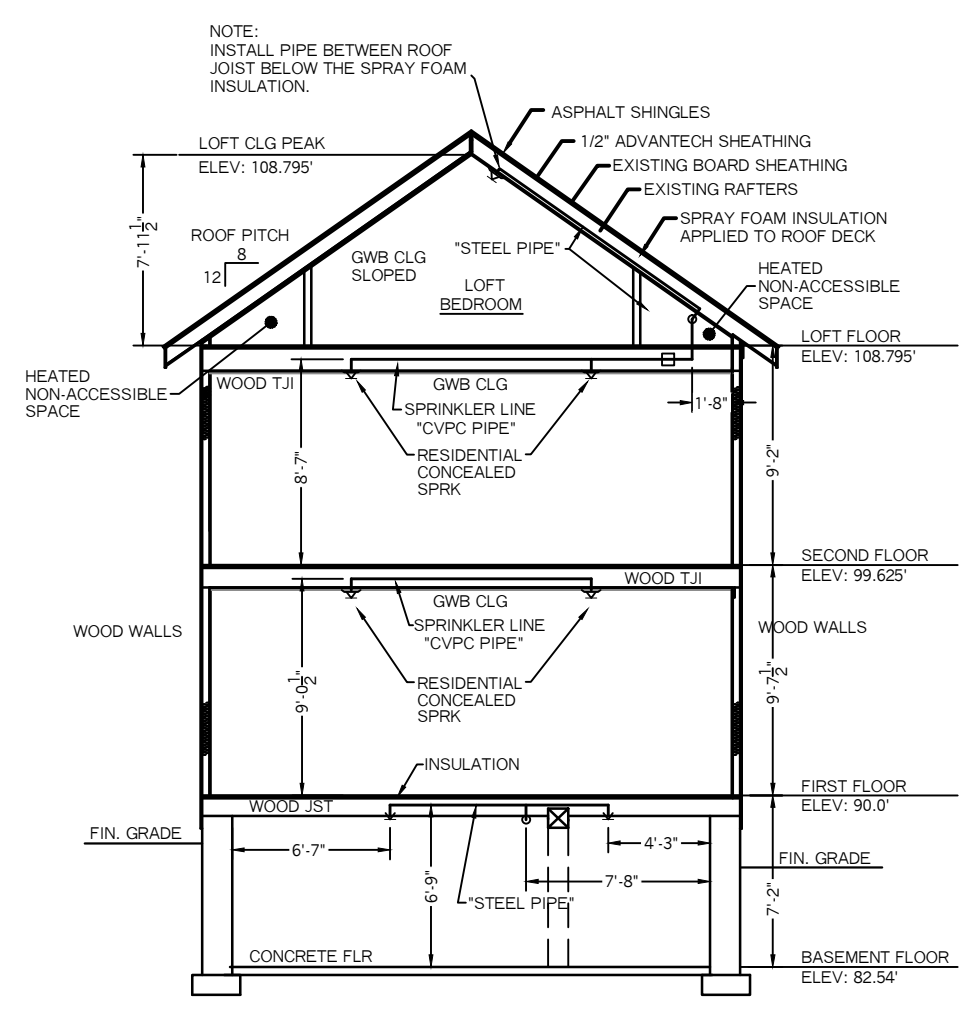 NOTE:
INSTALL PIPE BETWEEN ROOF
JOIST BELOW THE SPRAY FOAM
INSULATION.
ASPHALT SHINGLES
1/2" ADVANTECH SHEATHING
EXISTING BOARD SHEATHING
EXISTING RAFTERS
SPRAY FOAM INSULATION
APPLIED TO ROOF DECK
LOFT CLG PEAK
ELEV: 108.795'
7'-11 1/2"
ROOF PITCH
8
12
GWB CLG
SLOPED
"STEEL PIPE"
LOFT
BEDROOM
HEATED
NON-ACCESSIBLE
SPACE
LOFT FLOOR
ELEV: 108.795'
HEATED
NON-ACCESSIBLE
SPACE
WOOD TJI
GWB CLG
SPRINKLER LINE
"CVPC PIPE"
1'-8"
RESIDENTIAL
CONCEALED
SPRK
8'-7"
9'-2"
SECOND FLOOR
ELEV: 99.625'
WOOD TJI
GWB CLG
SPRINKLER LINE
"CVPC PIPE"
WOOD WALLS
WOOD WALLS
RESIDENTIAL
CONCEALED
SPRK
9'-0 1/2"
9'-7 1/2"
INSULATION
FIRST FLOOR
ELEV: 90.0'
WOOD JST
FIN. GRADE
6'-7"
4'-3"
FIN. GRADE
7'-8"
6'-9"
"STEEL PIPE"
7'-2"
CONCRETE FLR
BASEMENT FLOOR
ELEV: 82.54'